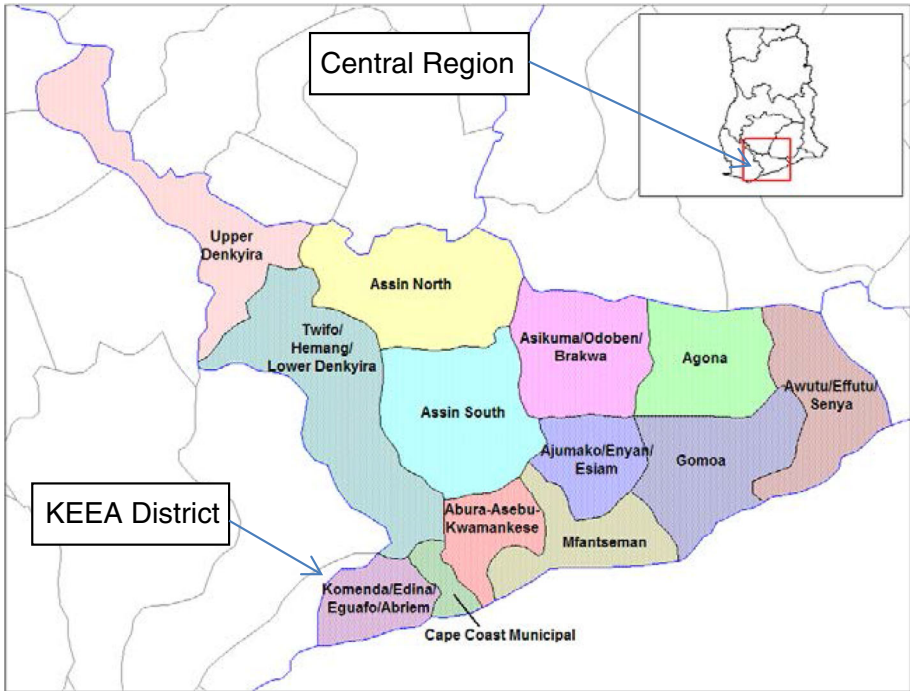 Central Region
Upper
Denkyira
Assin North
Twifo/
Hemang/
Lower Denkyira
Asikuma/Odoben/
Brakwa
Agona
Awutu/Effutu/
Senya
Assin South
Ajumako/Enyan/
Esiam
Gomoa
KEEA District
Abura-Asebu-
Kwamankese
Mfantseman
Komenda/Edina/
Eguafo/Abriem
Cape Coast Municipal